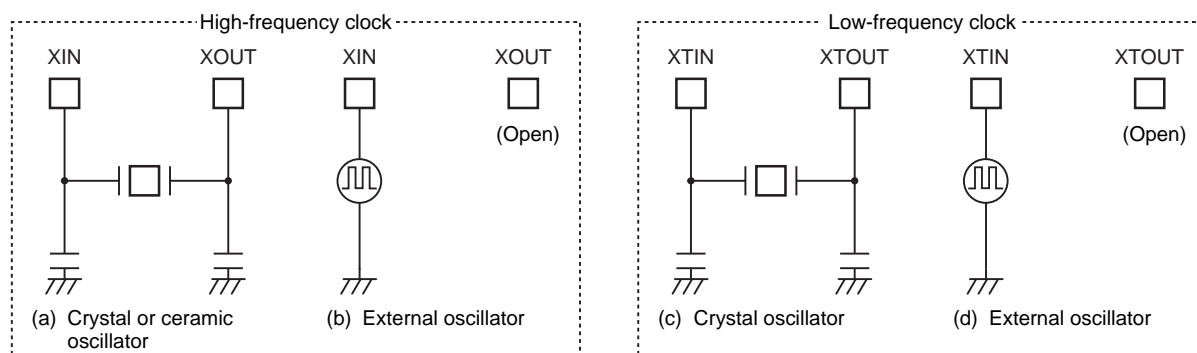 High-frequency clock
XIN XOUT XIN XOUT
(Open)
(a) Crystal or ceramic
oscillator
(b) External oscillator
Low-frequency clock
XTIN XTOUT XTIN XTOUT
(Open)
(c) Crystal oscillator
(d) External oscillator